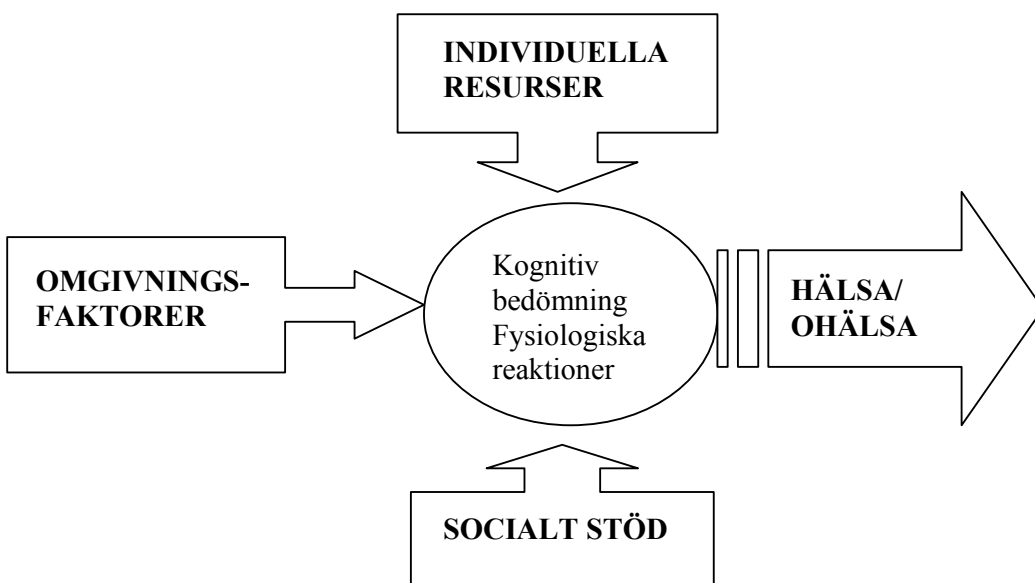 INDIVIDUELLA
RESURSER
OMGIVNINGS-
FAKTORER
Kognitiv
bedömning
Fysiologiska
reaktioner
HÄLSA/
OHÄLSA
SOCIALT STÖD